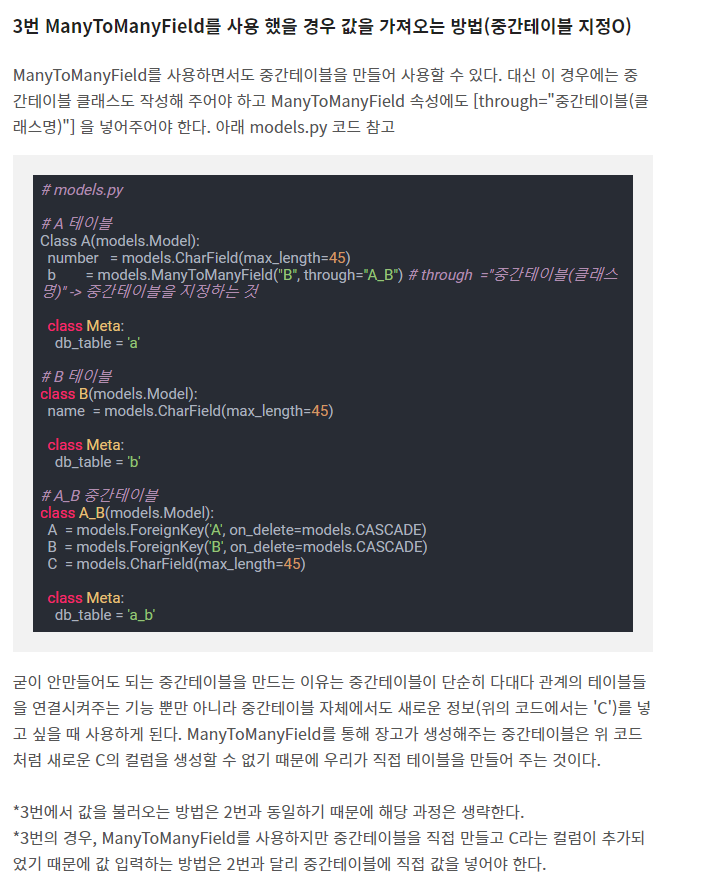 3번 ManyToManyField를 사용 했을 경우 값을 가져오는 방법(중간테이블 지정O)
ManyToManyField를 사용하면서도 중간테이블을 만들어 사용할 수 있다. 대신 이 경우에는 중
간테이블 클래스도 작성해 주어야 하고 ManyToManyField 속성에도 [through="중간테이블(클
래스명)"] 을 넣어주어야 한다. 아래 models.py 코드 참고
# models.py
# A 테이블
Class A(models.Model):
number = models.CharField(max_length=45)
b = models.ManyToManyField("B", through="A_B") # through ="중간테이블(클래스
명)" -> 중간테이블을 지정하는 것
class Meta:
db_table = 'a'
# B 테이블
class B(models.Model):
name = models.CharField(max_length=45)
class Meta:
db_table = 'b'
# A_B 중간테이블
class A_B(models.Model):
A = models.ForeignKey('A', on_delete=models.CASCADE)
B = models.ForeignKey('B', on_delete=models.CASCADE)
C = models.CharField(max_length=45)
class Meta:
db_table = 'a_b'
굳이 안만들어도 되는 중간테이블을 만드는 이유는 중간테이블이 단순히 다대다 관계의 테이블들
을 연결시켜주는 기능 뿐만 아니라 중간테이블 자체에서도 새로운 정보(위의 코드에서는 'C')를 넣
고 싶을 때 사용하게 된다. ManyToManyField를 통해 장고가 생성해주는 중간테이블은 위 코드
처럼 새로운 C의 컬럼을 생성할 수 없기 때문에 우리가 직접 테이블을 만들어 주는 것이다.
*3번에서 값을 불러오는 방법은 2번과 동일하기 때문에 해당 과정은 생략한다.
*3번의 경우, ManyToManyField를 사용하지만 중간테이블을 직접 만들고 C라는 컬럼이 추가되
었기 때문에 값 입력하는 방법은 2번과 달리 중간테이블에 직접 값을 넣어야 한다.